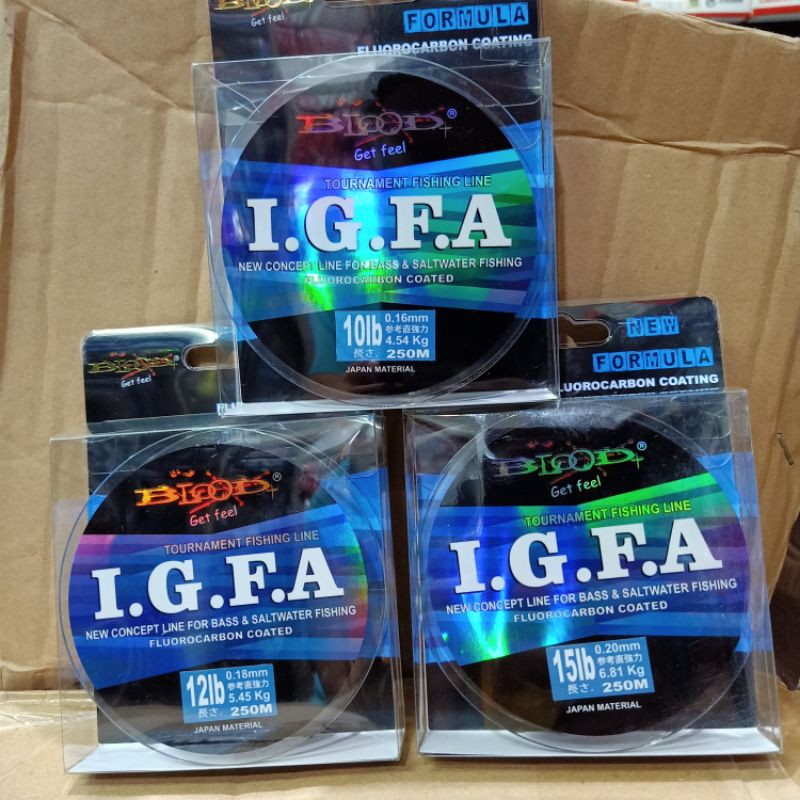 BLOOD
Get feel
FORMULA
FLUOROCARBON COATING
BLOOD®
Get feel
TOURNAMENT FISHING LINE
I.G.F.A
NEW CONCEPT LINE FOR BASS & SALTWATER FISHING
FLUOROCARBON COATED
10lb
0.16mm
参考直強力
4.54 Kg
長さ. 250M
JAPAN MATERIAL
BLOOD®
Get feel
BLOOD®
Get feel
TOURNAMENT FISHING LINE
I.G.F.A
NEW CONCEPT LINE FOR BASS & SALTWATER FISHING
FLUOROCARBON COATED
12lb
0.18mm
参考直強力
5.45 Kg
長さ. 250M
JAPAN MATERIAL
NEW
FORMULA
LUOROCARBON COATING
BLOOD®
Get feel
TOURNAMENT FISHING LINE
I.G.F.A
NEW CONCEPT LINE FOR BASS & SALTWATER FISHING
FLUOROCARBON COATED
15lb
0.20mm
参考直強力
6.81 Kg
長さ. 250M
JAPAN MATERIAL